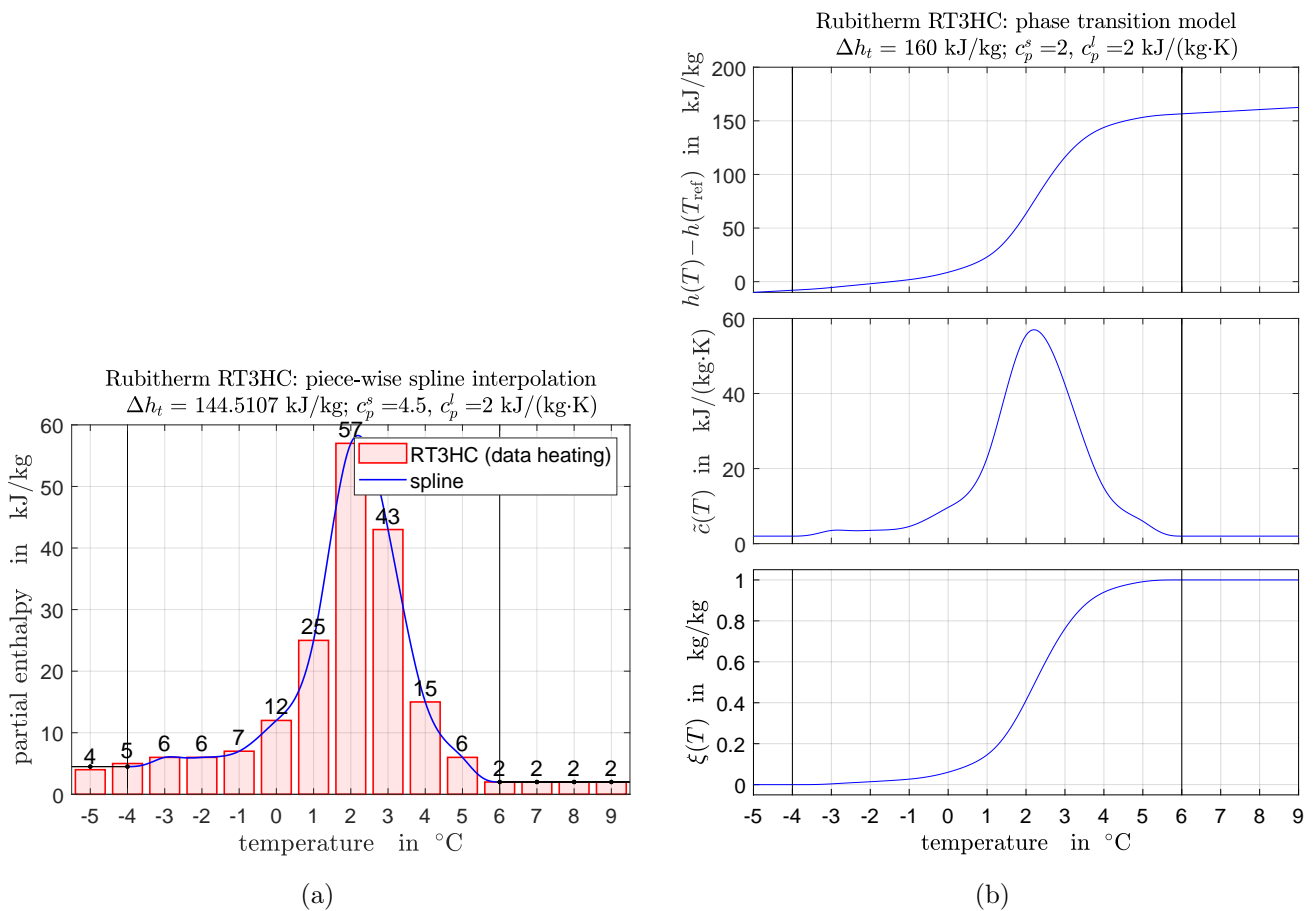 Rubitherm RT3HC: piece-wise spline interpolation
Δh_t = 144.5107 kJ/kg; c_p^s =4.5, c_p^l =2 kJ/(kg·K)
partial enthalpy in kJ/kg
60
50
40
30
20
10
0
RT3HC (data heating)
spline
4 5 6 6 7 12 25 57 43 15 6 2 2 2 2
-5 -4 -3 -2 -1 0 1 2 3 4 5 6 7 8 9
temperature in °C
(a)
Rubitherm RT3HC: phase transition model
Δh_t = 160 kJ/kg; c_p^s =2, c_p^l =2 kJ/(kg·K)
h(T)−h(T_ref) in kJ/kg
200
150
100
50
0
c̃(T) in kJ/(kg·K)
60
40
20
0
ξ(T) in kg/kg
1
0.8
0.6
0.4
0.2
0
-5 -4 -3 -2 -1 0 1 2 3 4 5 6 7 8 9
temperature in °C
(b)